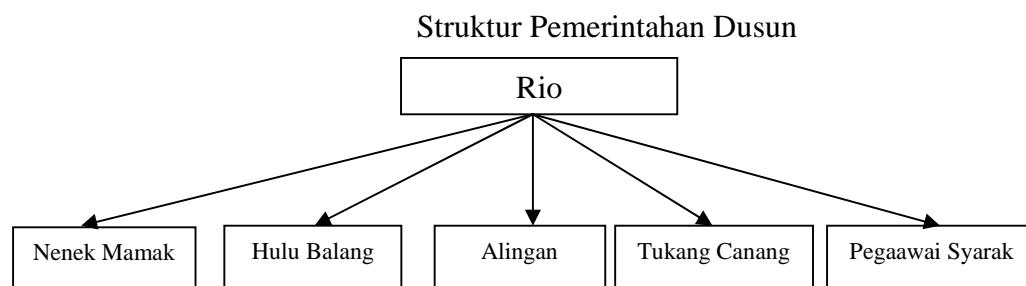 Struktur Pemerintahan Dusun
Rio
Nenek Mamak
Hulu Balang
Alingan
Tukang Canang
Pegaawai Syarak